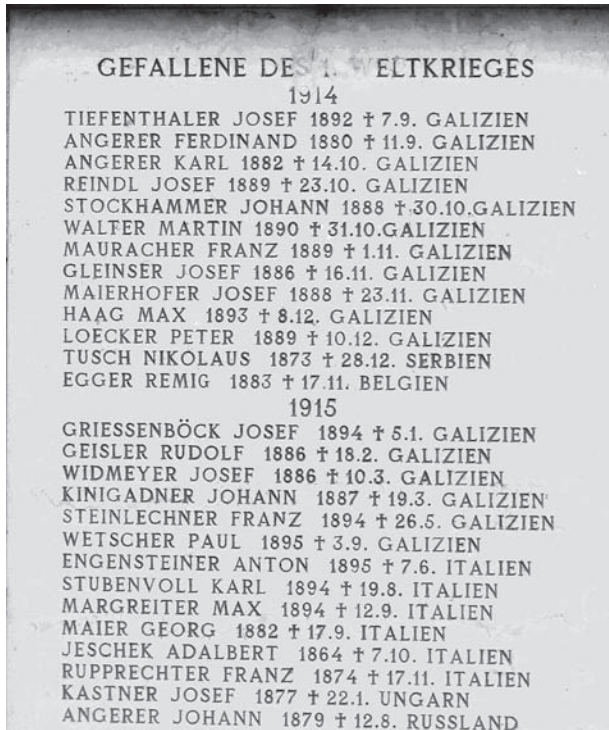 GEFALLENE DES 1. WELTKRIEGES
1914
TIEFENTHALER JOSEF 1892 † 7.9. GALIZIEN
ANGERER FERDINAND 1880 † 11.9. GALIZIEN
ANGERER KARL 1882 † 14.10. GALIZIEN
REINDL JOSEF 1889 † 23.10. GALIZIEN
STOCKHAMMER JOHANN 1888 † 30.10.GALIZIEN
WALTER MARTIN 1890 † 31.10.GALIZIEN
MAURACHER FRANZ 1889 † 1.11. GALIZIEN
GLEINSER JOSEF 1886 † 16.11. GALIZIEN
MAIERHOFER JOSEF 1888 † 23.11. GALIZIEN
HAAG MAX 1893 † 8.12. GALIZIEN
LOECKER PETER 1889 † 10.12. GALIZIEN
TUSCH NIKOLAUS 1873 † 28.12. SERBIEN
EGGER REMIG 1883 † 17.11. BELGIEN
1915
GRIESSENBÖCK JOSEF 1894 † 5.1. GALIZIEN
GEISLER RUDOLF 1886 † 18.2. GALIZIEN
WIDMEYER JOSEF 1886 † 10.3. GALIZIEN
KINIGADNER JOHANN 1887 † 19.3. GALIZIEN
STEINLECHNER FRANZ 1894 † 26.5. GALIZIEN
WETSCHER PAUL 1895 † 3.9. GALIZIEN
ENGENSTEINER ANTON 1895 † 7.6. ITALIEN
STUBENVOLL KARL 1894 † 19.8. ITALIEN
MARGREITER MAX 1894 † 12.9. ITALIEN
MAIER GEORG 1882 † 17.9. ITALIEN
JESCHEK ADALBERT 1864 † 7.10. ITALIEN
RUPPRECHTER FRANZ 1874 † 17.11. ITALIEN
KASTNER JOSEF 1877 † 22.1. UNGARN
ANGERER JOHANN 1879 † 12.8. RUSSLAND